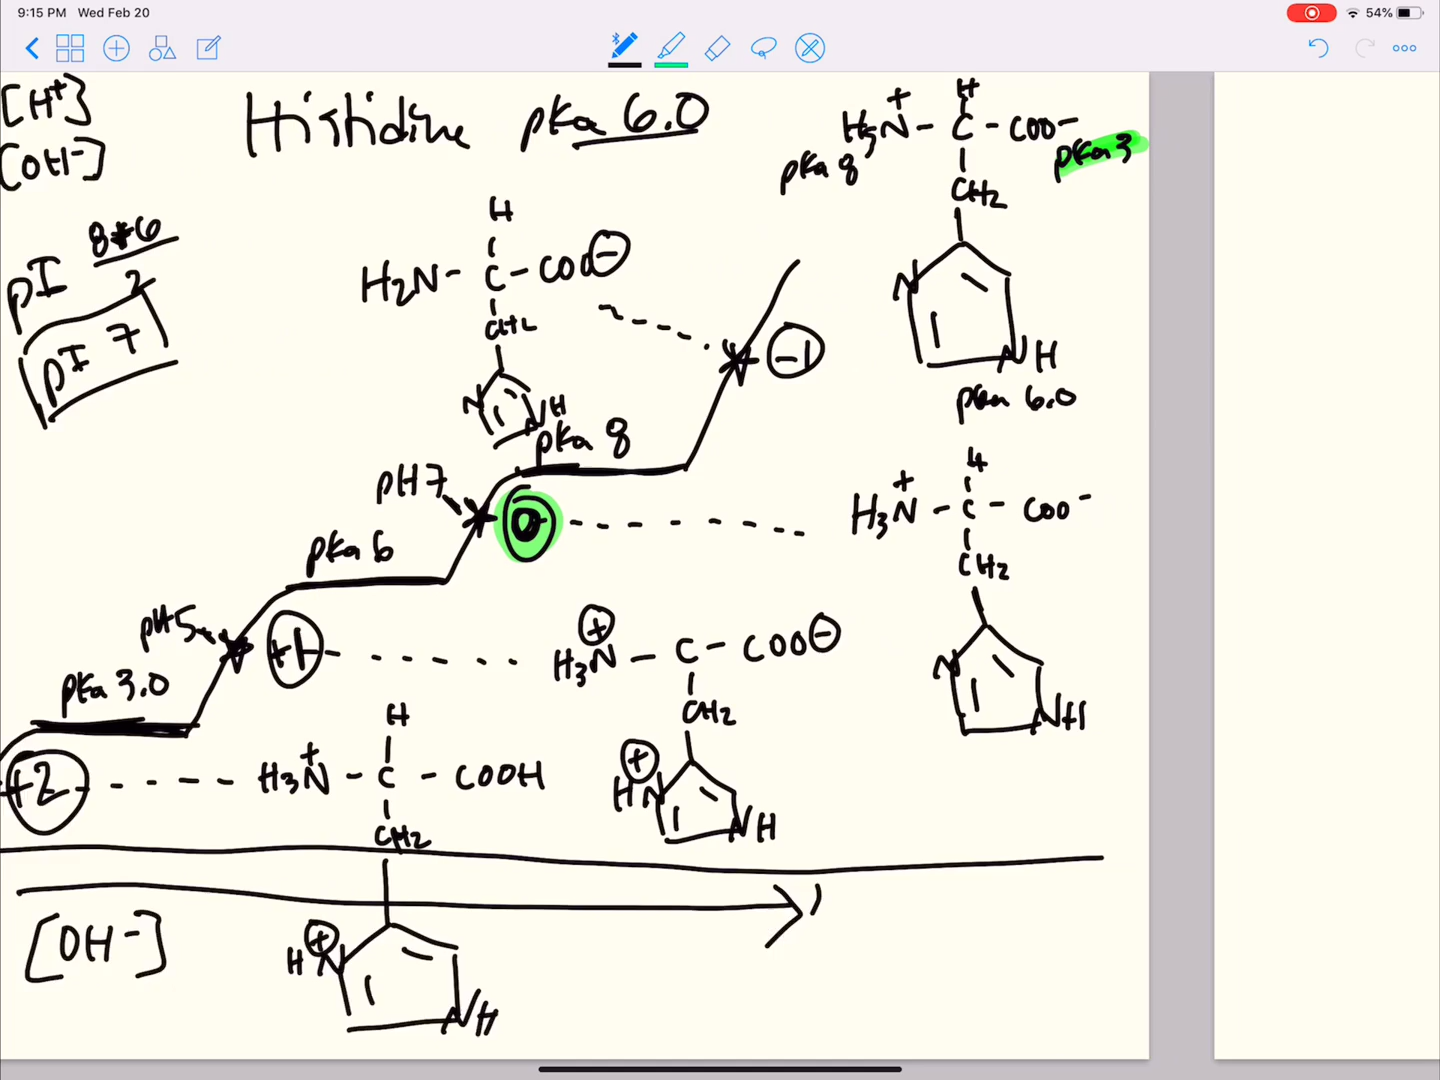 9:15 PM Wed Feb 20
54%
[H+]
[OH-]
Histidine pKa 6.0
H3N+ - C - COO-
H
pKa 8
pKa 3
CH2
N
NH
pKa 6.0
pI 8+6
2
pI 7
H
H2N - C - COO-
CH2
N
NH
pKa 8
-1
pH 7
0
H
H3N+ - C - COO-
CH2
N
NH
pKa 6
pH 5
+1
H3N+ - C - COO-
CH2
HN+
NH
pKa 3.0
+2
H
H3N+ - C - COOH
CH2
HN+
NH
[OH-]